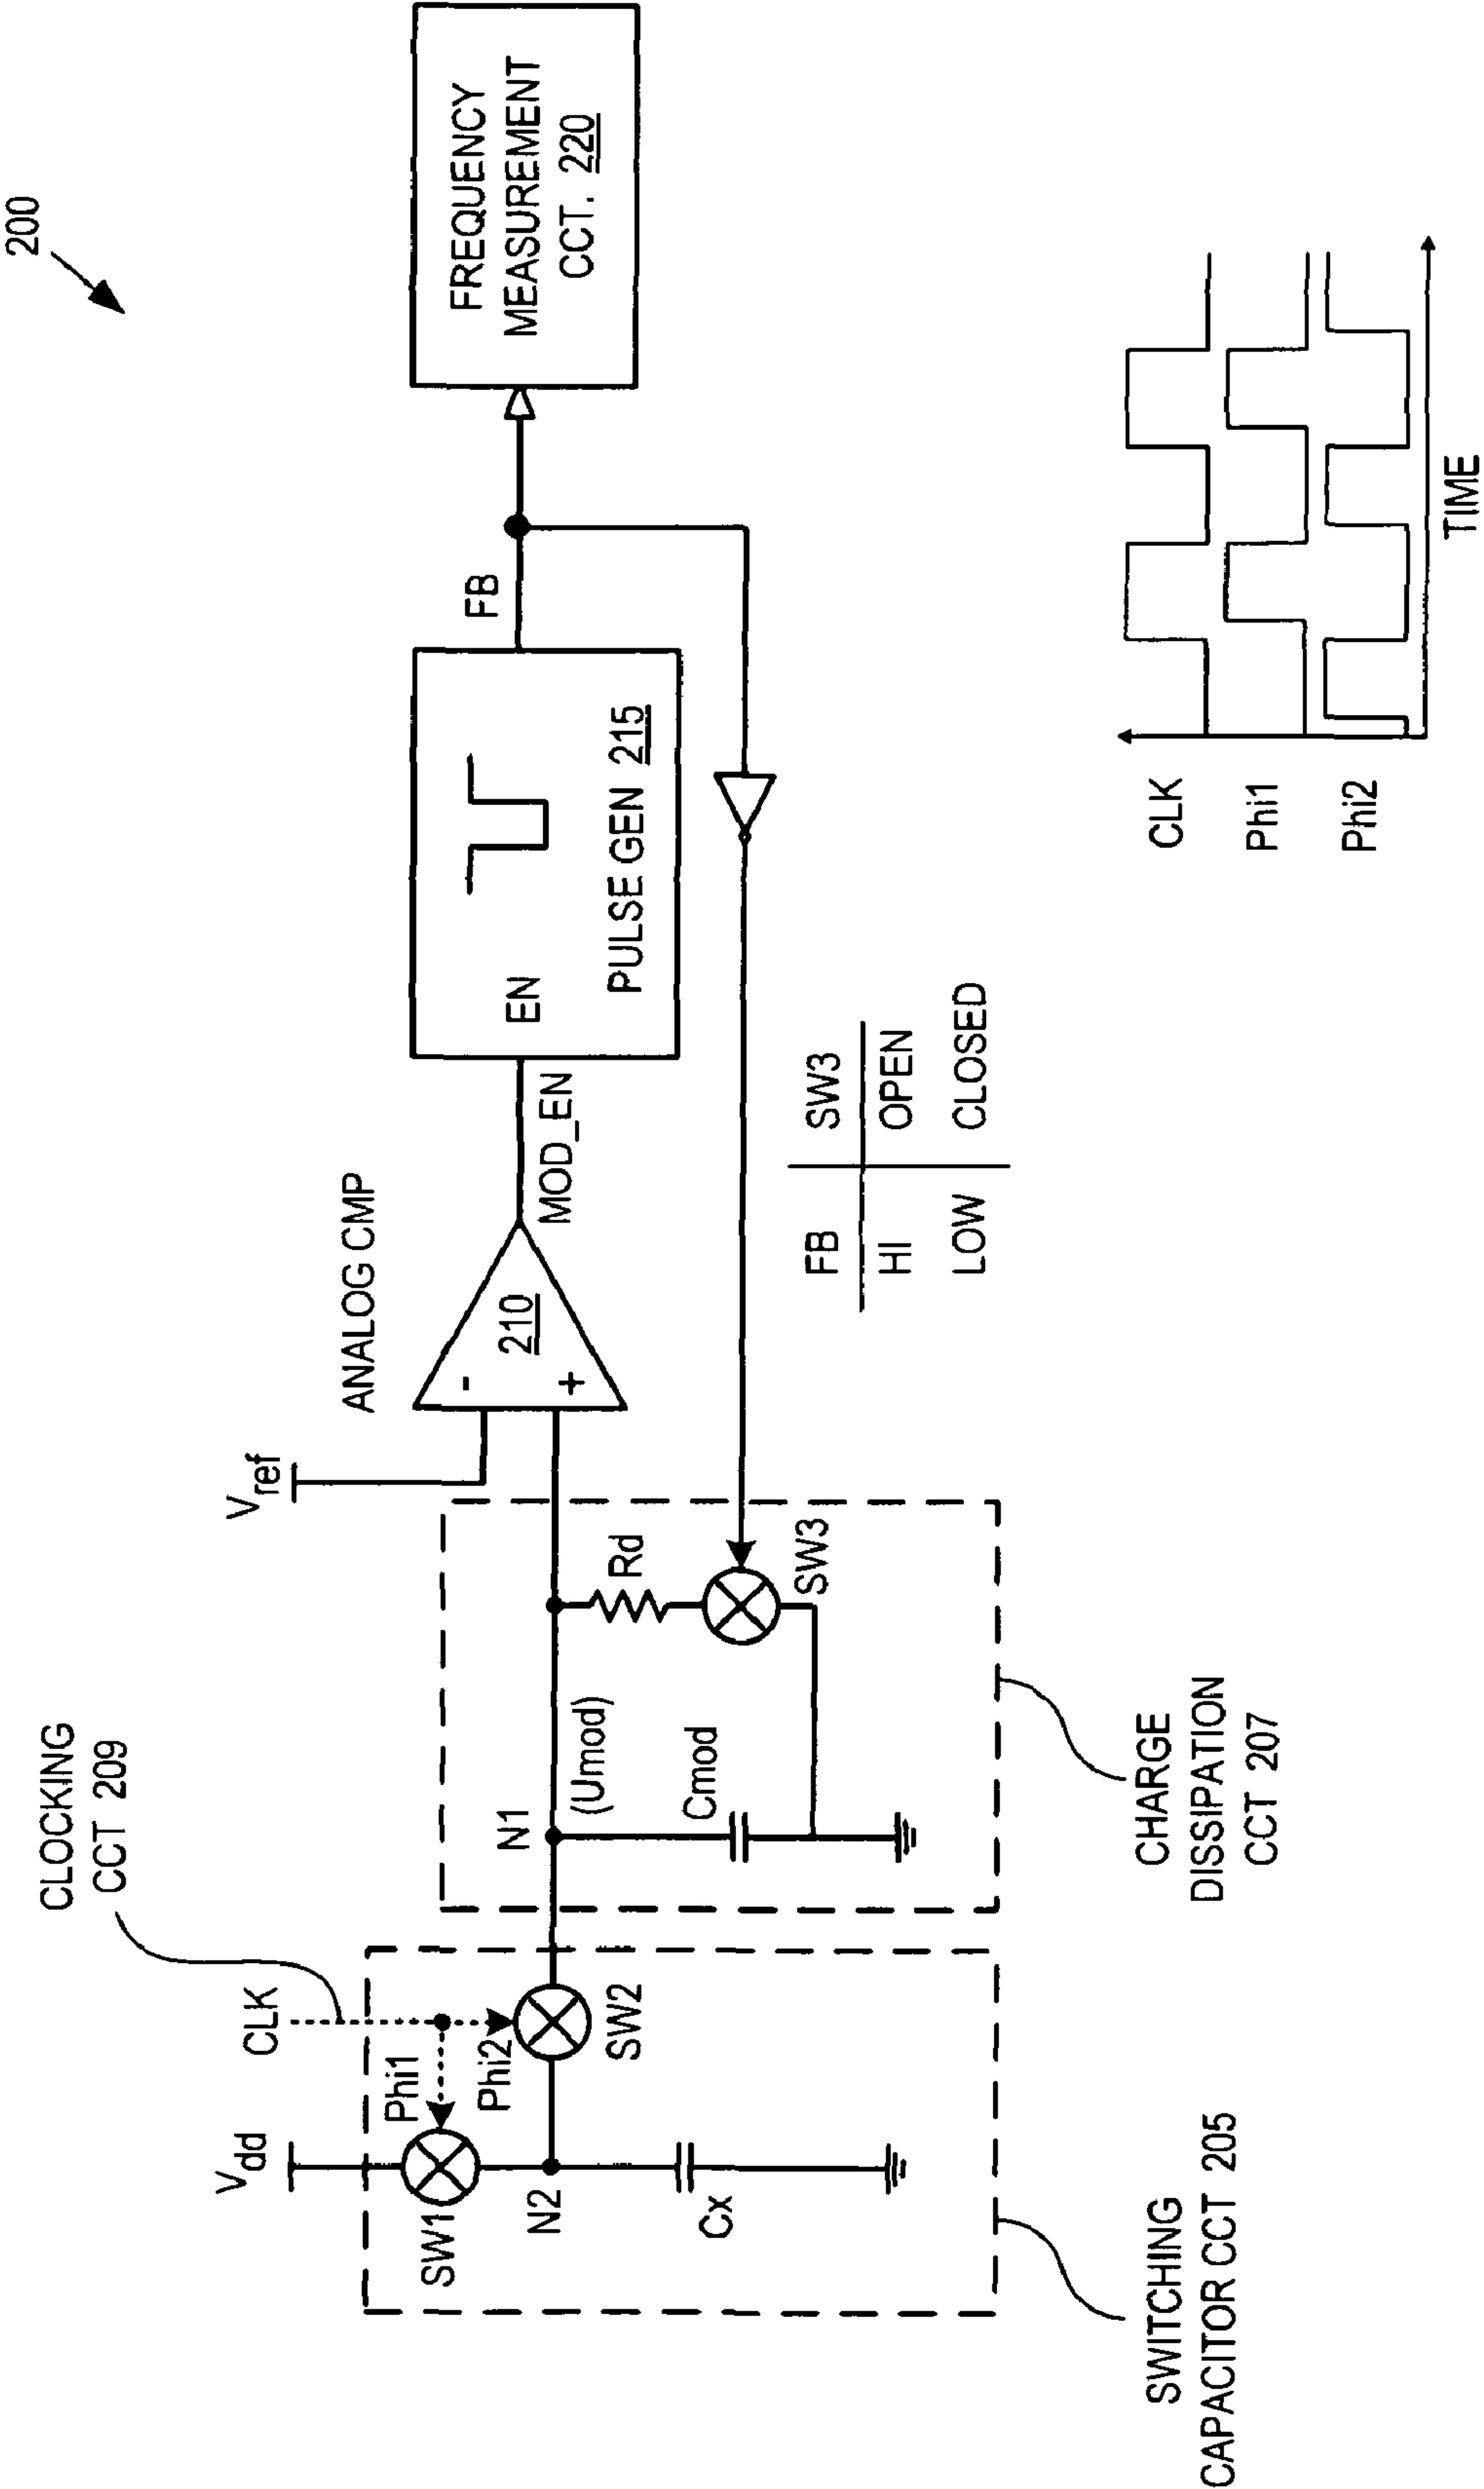 200
CLOCKING
CCT 209
V_dd
CLK
Phi1
Phi2
SW1
SW2
N2
Cx
N1
(Umod)
Cmod
Rd
SW3
V_ref
ANALOG CMP
-
+
210
MOD_EN
EN
PULSE GEN 215
FB
FREQUENCY
MEASUREMENT
CCT. 220
FB SW3
HI OPEN
LOW CLOSED
SWITCHING
CAPACITOR CCT 205
CHARGE
DISSIPATION
CCT 207
CLK
Phi1
Phi2
TIME